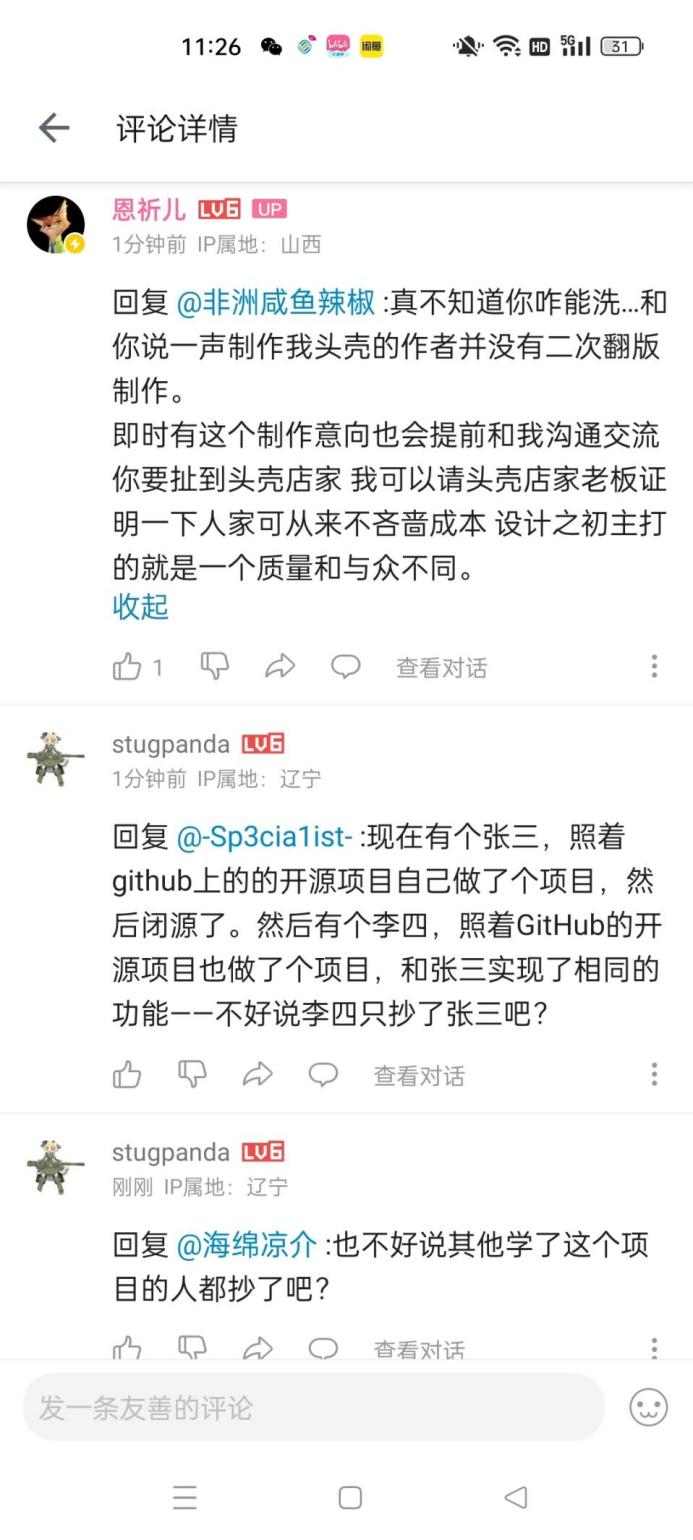 11:26
闲鱼
HD
5G
31
评论详情
恩祈儿 LV6 UP
1分钟前 IP属地：山西
回复 @非洲咸鱼辣椒 :真不知道你咋能洗...和
你说一声制作我头壳的作者并没有二次翻版
制作。
即时有这个制作意向也会提前和我沟通交流
你要扯到头壳店家 我可以请头壳店家老板证
明一下人家可从来不吝啬成本 设计之初主打
的就是一个质量和与众不同。
收起
1 查看对话
stugpanda LV6
1分钟前 IP属地：辽宁
回复 @-Sp3cia1ist- :现在有个张三，照着
github上的的开源项目自己做了个项目，然
后闭源了。然后有个李四，照着GitHub的开
源项目也做了个项目，和张三实现了相同的
功能——不好说李四只抄了张三吧？
查看对话
stugpanda LV6
刚刚 IP属地：辽宁
回复 @海绵凉介 :也不好说其他学了这个项
目的人都抄了吧？
查看对话
发一条友善的评论